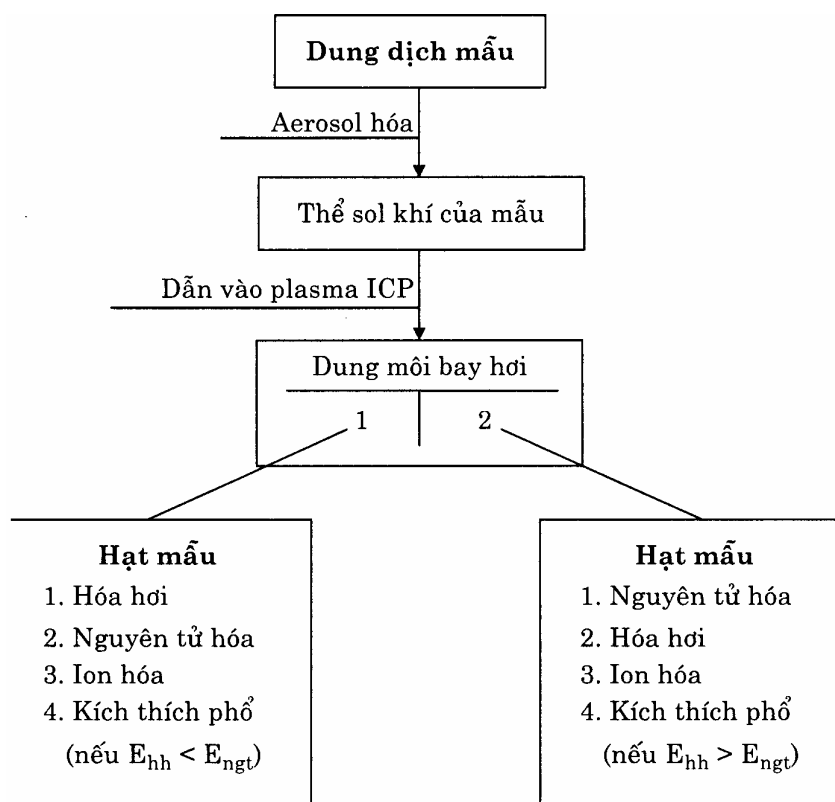 Dung dịch mẫu
Aerosol hóa
Thể sol khí của mẫu
Dẫn vào plasma ICP
Dung môi bay hơi
1
2
Hạt mẫu
1. Hóa hơi
2. Nguyên tử hóa
3. Ion hóa
4. Kích thích phổ
(nếu Ehh < Engt)
Hạt mẫu
1. Nguyên tử hóa
2. Hóa hơi
3. Ion hóa
4. Kích thích phổ
(nếu Ehh > Engt)